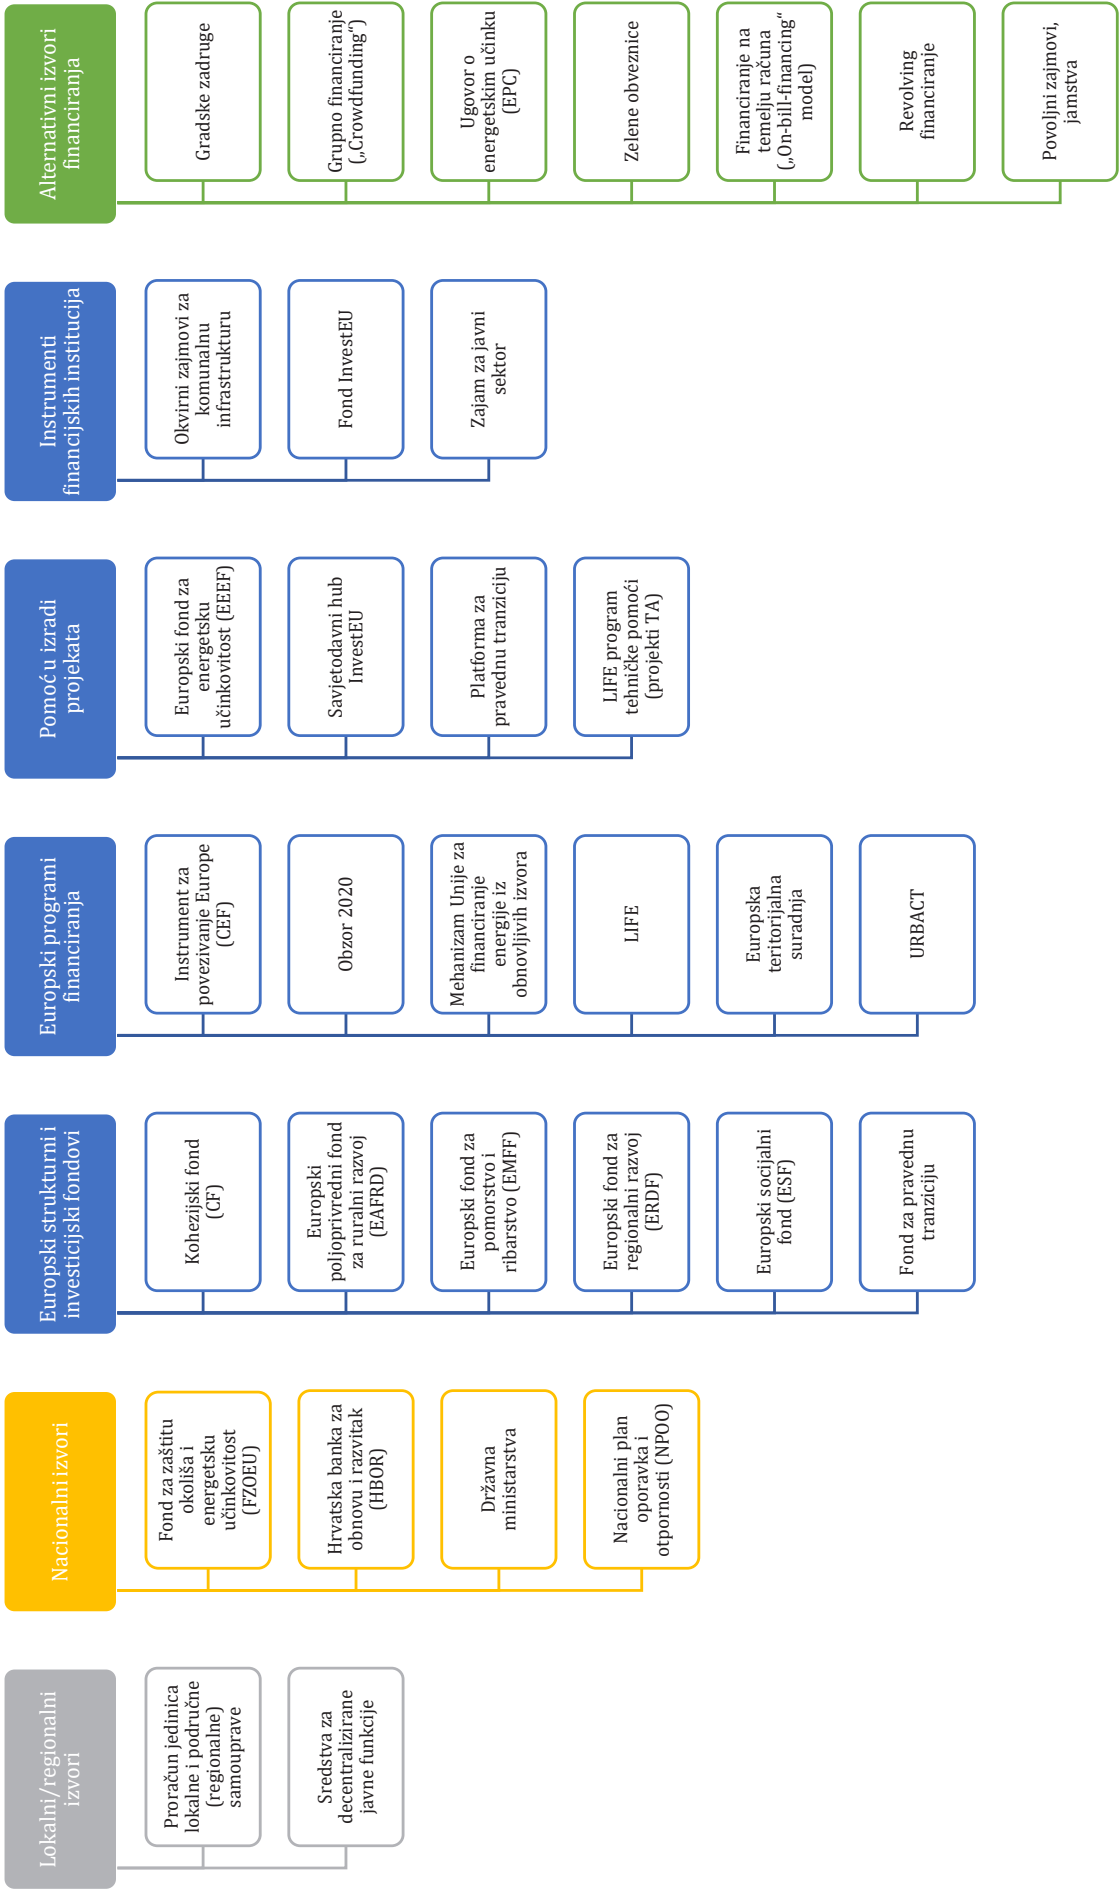 Lokalni/regionalni
izvori
Proračun jedinica
lokalne i područne
(regionalne)
samouprave
Sredstva za
decentralizirane
javne funkcije
Nacionalni izvori
Fond za zaštitu
okoliša i
energetsku
učinkovitost
(FZOEU)
Hrvatska banka za
obnovu i razvitak
(HBOR)
Državna
ministarstva
Nacionalni plan
oporavka i
otpornosti (NPOO)
Europski strukturni i
investicijski fondovi
Kohezijski fond
(CF)
Europski
poljoprivredni fond
za ruralni razvoj
(EAFRD)
Europski fond za
pomorstvo i
ribarstvo (EMFF)
Europski fond za
regionalni razvoj
(ERDF)
Europski socijalni
fond (ESF)
Fond za pravednu
tranziciju
Europski programi
financiranja
Instrument za
povezivanje Europe
(CEF)
Obzor 2020
Mehanizam Unije za
financiranje
energije iz
obnovljivih izvora
LIFE
Europska
teritorijalna
suradnja
URBACT
Pomoć u izradi
projekata
Europski fond za
energetsku
učinkovitost (EEEF)
Savjetodavni hub
InvestEU
Platforma za
pravednu tranziciju
LIFE program
tehničke pomoći
(projekti TA)
Instrumenti
financijskih institucija
Okvirni zajmovi za
komunalnu
infrastrukturu
Fond InvestEU
Zajam za javni
sektor
Alternativni izvori
financiranja
Gradske zadruge
Grupno financiranje
(„Crowdfunding“)
Ugovor o
energetskim učinku
(EPC)
Zelene obveznice
Financiranje na
temelju računa
(„On-bill-financing“
model)
Revolving
financiranje
Povoljni zajmovi,
jamstva